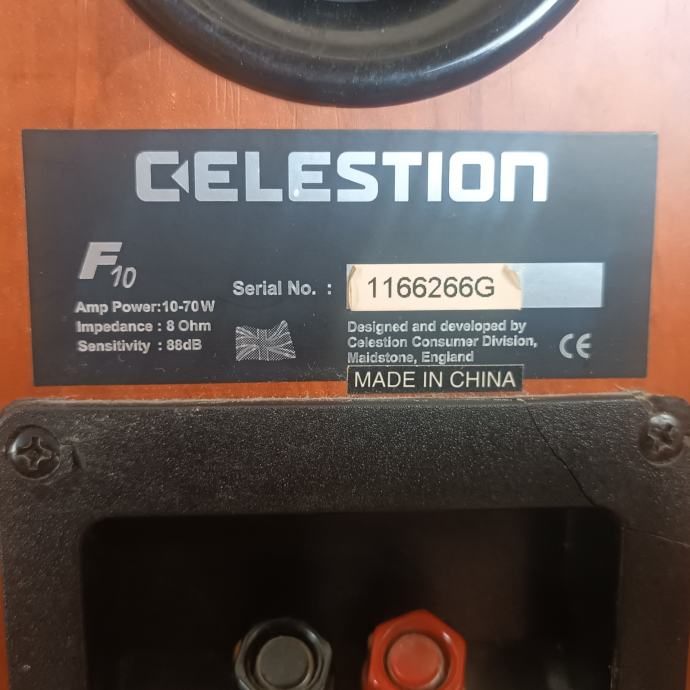 CELESTION
F10
Serial No. : 1166266G
Amp Power:10-70W
Impedance : 8 Ohm
Sensitivity : 88dB
Designed and developed by
Celestion Consumer Division,
Maidstone, England
CE
MADE IN CHINA